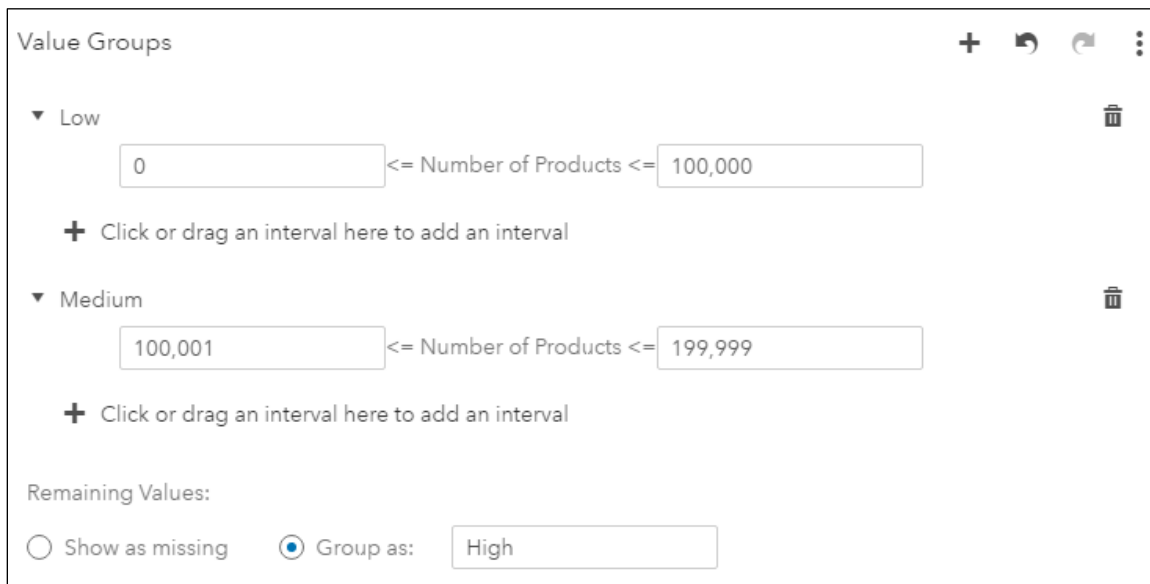 Value Groups
Low
0 <= Number of Products <= 100,000
Click or drag an interval here to add an interval
Medium
100,001 <= Number of Products <= 199,999
Click or drag an interval here to add an interval
Remaining Values:
Show as missing Group as: High